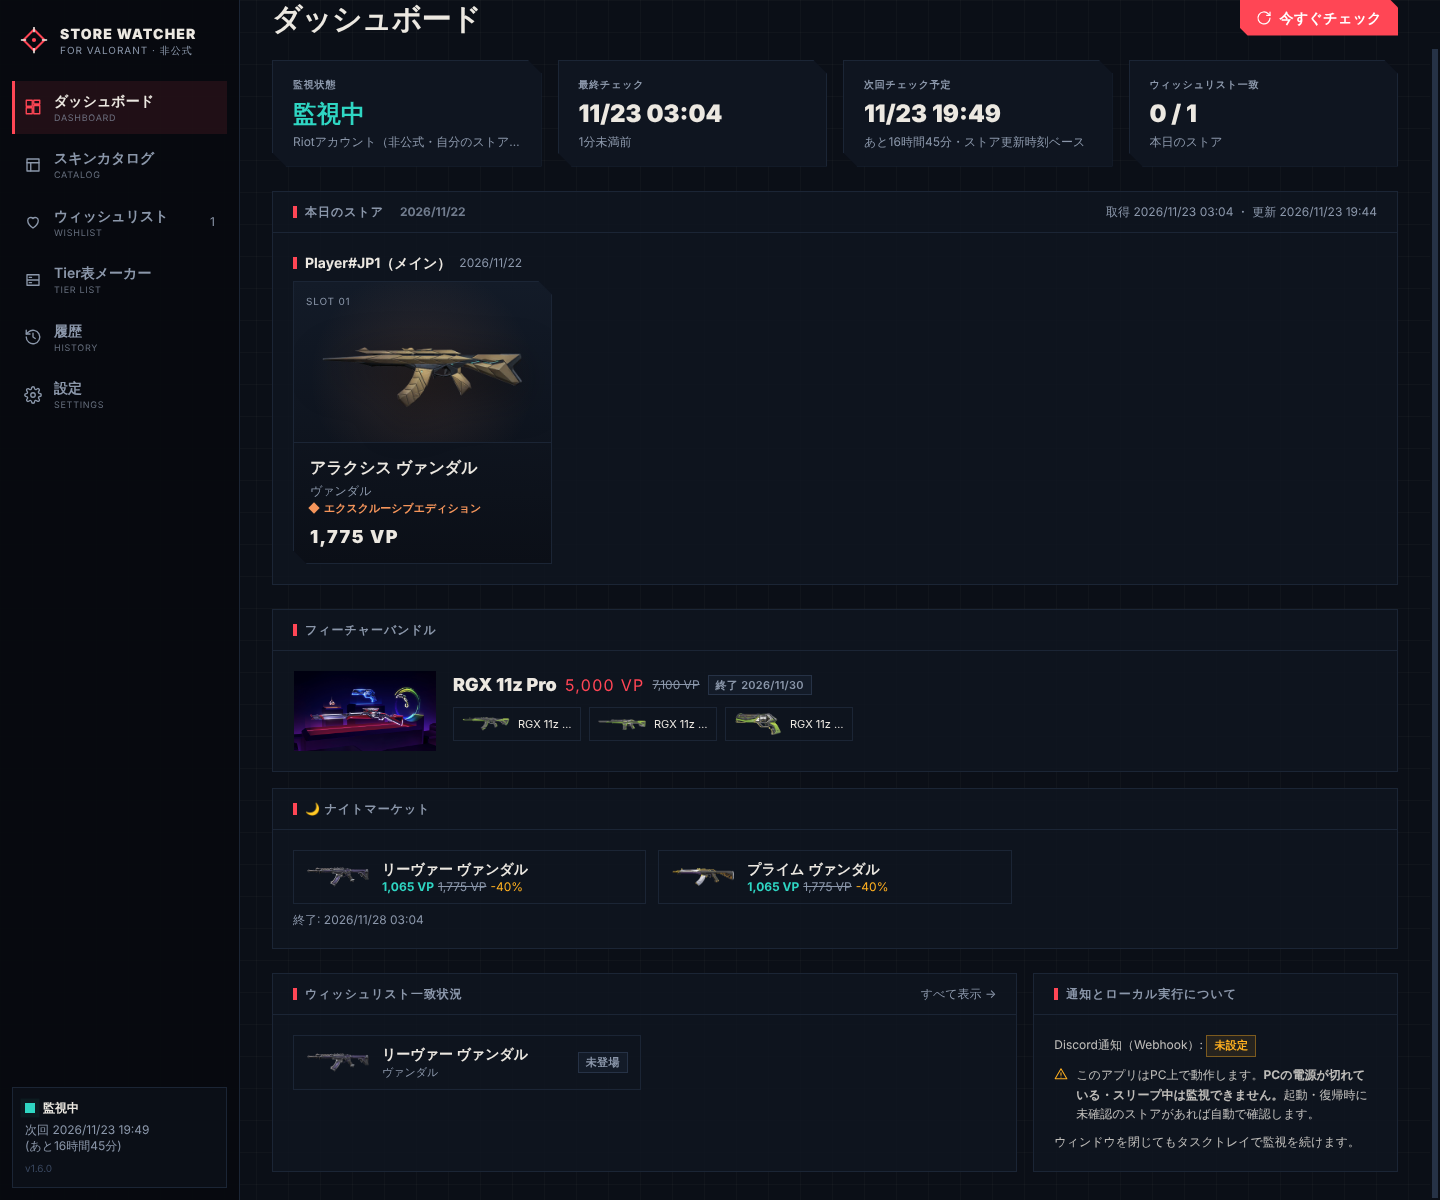 STORE WATCHER
FOR VALORANT · 非公式
ダッシュボード
DASHBOARD
スキンカタログ
CATALOG
ウィッシュリスト 1
WISHLIST
Tier表メーカー
TIER LIST
履歴
HISTORY
設定
SETTINGS
監視中
次回 2026/11/23 19:49
(あと16時間45分)
v1.6.0
ダッシュボード
今すぐチェック
監視状態
監視中
Riotアカウント（非公式・自分のストア...
最終チェック
11/23 03:04
1分未満前
次回チェック予定
11/23 19:49
あと16時間45分・ストア更新時刻ベース
ウィッシュリスト一致
0 / 1
本日のストア
本日のストア 2026/11/22
取得 2026/11/23 03:04 ・ 更新 2026/11/23 19:44
Player#JP1（メイン） 2026/11/22
SLOT 01
アラクシス ヴァンダル
ヴァンダル
◆ エクスクルーシブエディション
1,775 VP
フィーチャーバンドル
RGX 11z Pro 5,000 VP 7,100 VP 終了 2026/11/30
RGX 11z ... RGX 11z ... RGX 11z ...
🌙 ナイトマーケット
リーヴァー ヴァンダル
1,065 VP 1,775 VP -40%
プライム ヴァンダル
1,065 VP 1,775 VP -40%
終了: 2026/11/28 03:04
ウィッシュリスト一致状況
すべて表示 →
リーヴァー ヴァンダル
ヴァンダル
未登場
通知とローカル実行について
Discord通知（Webhook）: 未設定
このアプリはPC上で動作します。PCの電源が切れて
いる・スリープ中は監視できません。起動・復帰時に
未確認のストアがあれば自動で確認します。
ウィンドウを閉じてもタスクトレイで監視を続けます。